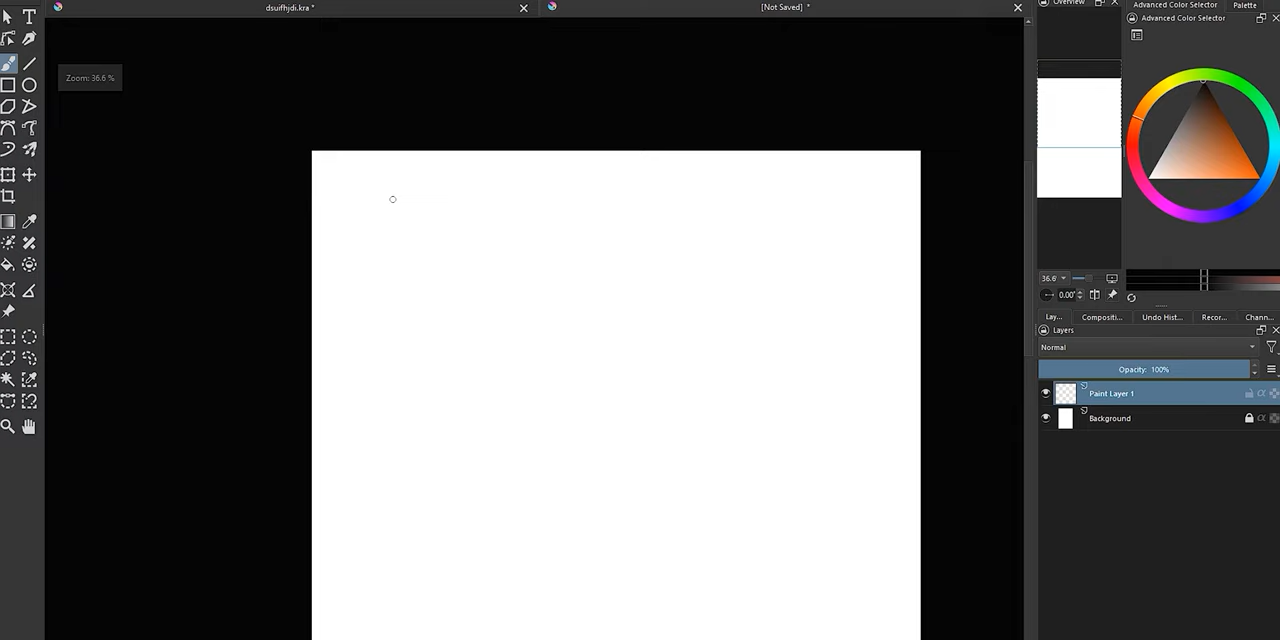 dsuifhjdi.kra *
[Not Saved] *
Overview
Advanced Color Selector
Palette
Advanced Color Selector
Zoom: 36.6 %
36.6
0.00°
Lay...
Compositi...
Undo Hist...
Recor...
Chann...
Layers
Normal
Opacity: 100%
Paint Layer 1
Background